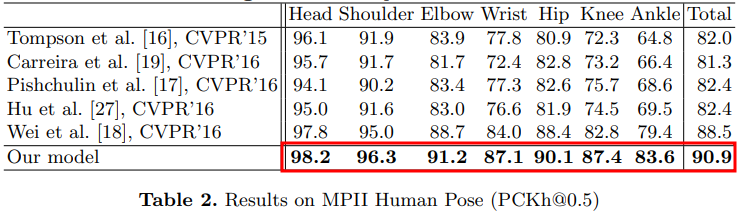 Head Shoulder Elbow Wrist Hip Knee Ankle Total
Tompson et al. [16], CVPR'15 96.1 91.9 83.9 77.8 80.9 72.3 64.8 82.0
Carreira et al. [19], CVPR'16 95.7 91.7 81.7 72.4 82.8 73.2 66.4 81.3
Pishchulin et al. [17], CVPR'16 94.1 90.2 83.4 77.3 82.6 75.7 68.6 82.4
Hu et al. [27], CVPR'16 95.0 91.6 83.0 76.6 81.9 74.5 69.5 82.4
Wei et al. [18], CVPR'16 97.8 95.0 88.7 84.0 88.4 82.8 79.4 88.5
Our model 98.2 96.3 91.2 87.1 90.1 87.4 83.6 90.9
Table 2. Results on MPII Human Pose (PCKh@0.5)